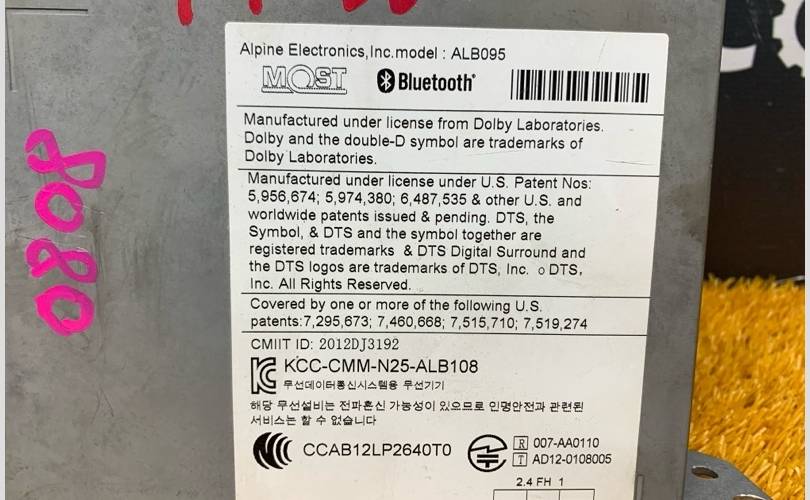 Alpine Electronics,Inc.model : ALB095
MOST Bluetooth
Manufactured under license from Dolby Laboratories.
Dolby and the double-D symbol are trademarks of
Dolby Laboratories.
Manufactured under license under U.S. Patent Nos:
5,956,674; 5,974,380; 6,487,535 & other U.S. and
worldwide patents issued & pending. DTS, the
Symbol, & DTS and the symbol together are
registered trademarks & DTS Digital Surround and
the DTS logos are trademarks of DTS, Inc. o DTS,
Inc. All Rights Reserved.
Covered by one or more of the following U.S.
patents:7,295,673; 7,460,668; 7,515,710; 7,519,274
CMIIT ID: 2012DJ3192
KCC-CMM-N25-ALB108
무선데이터통신시스템용 무선기기
해당 무선설비는 전파혼신 가능성이 있으므로 인명안전과 관련된
서비스는 할 수 없습니다
CCAB12LP2640T0
R 007-AA0110
T AD12-0108005
2.4 FH 1
0808